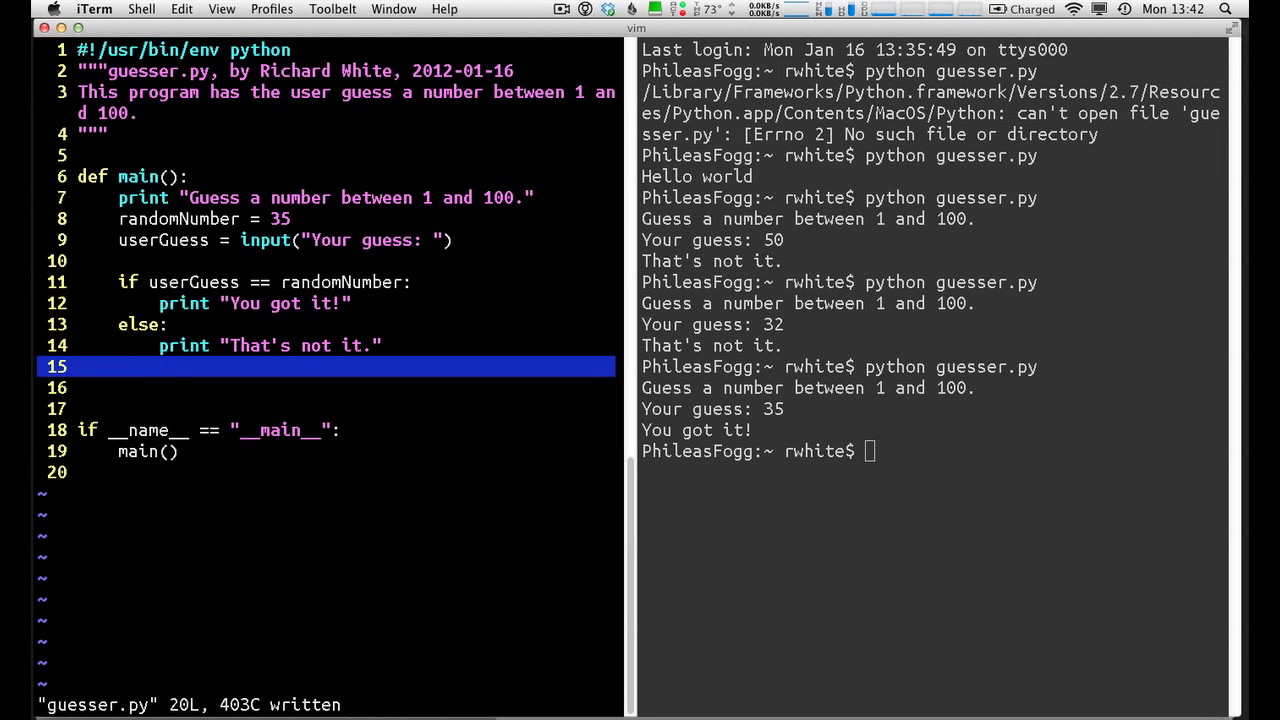 iTerm Shell Edit View Profiles Toolbelt Window Help 73° 0.0KB/s 0.0KB/s Charged Mon 13:42
vim
1 #!/usr/bin/env python
2 """guesser.py, by Richard White, 2012-01-16
3 This program has the user guess a number between 1 an
d 100.
4 """
5
6 def main():
7     print "Guess a number between 1 and 100."
8     randomNumber = 35
9     userGuess = input("Your guess: ")
10
11     if userGuess == randomNumber:
12         print "You got it!"
13     else:
14         print "That's not it."
15
16
17
18 if __name__ == "__main__":
19     main()
20
~
~
~
~
~
~
~
~
~
~
"guesser.py" 20L, 403C written
Last login: Mon Jan 16 13:35:49 on ttys000
PhileasFogg:~ rwhite$ python guesser.py
/Library/Frameworks/Python.framework/Versions/2.7/Resourc
es/Python.app/Contents/MacOS/Python: can't open file 'gue
sser.py': [Errno 2] No such file or directory
PhileasFogg:~ rwhite$ python guesser.py
Hello world
PhileasFogg:~ rwhite$ python guesser.py
Guess a number between 1 and 100.
Your guess: 50
That's not it.
PhileasFogg:~ rwhite$ python guesser.py
Guess a number between 1 and 100.
Your guess: 32
That's not it.
PhileasFogg:~ rwhite$ python guesser.py
Guess a number between 1 and 100.
Your guess: 35
You got it!
PhileasFogg:~ rwhite$